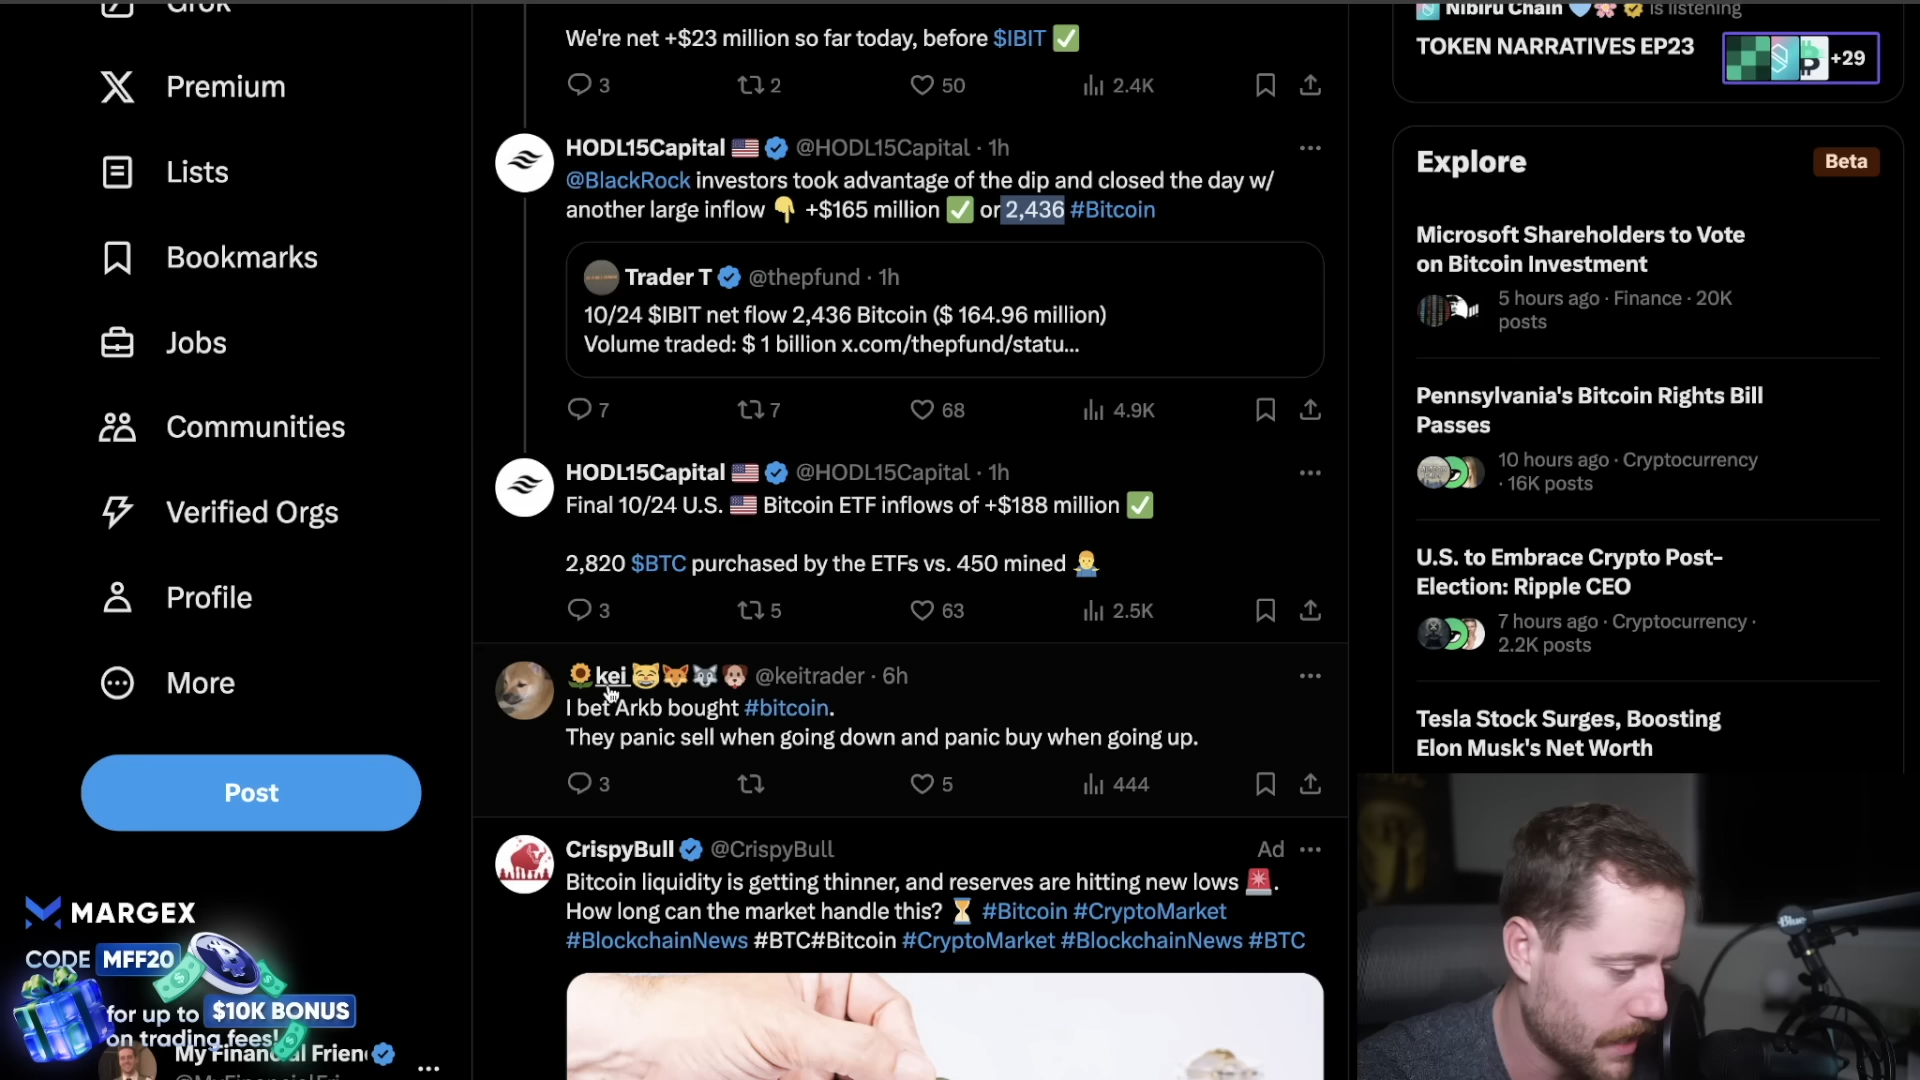 Grok
Premium
Lists
Bookmarks
Jobs
Communities
Verified Orgs
Profile
More
Post
MARGEX
CODE MFF20
for up to $10K BONUS
on trading fees!
My Financial Frien
We're net +$23 million so far today, before $IBIT ✅
3 2 50 2.4K
HODL15Capital 🇺🇸 @HODL15Capital · 1h
@BlackRock investors took advantage of the dip and closed the day w/
another large inflow 👇 +$165 million ✅ or 2,436 #Bitcoin
Trader T @thepfund · 1h
10/24 $IBIT net flow 2,436 Bitcoin ($ 164.96 million)
Volume traded: $ 1 billion x.com/thepfund/statu...
7 7 68 4.9K
HODL15Capital 🇺🇸 @HODL15Capital · 1h
Final 10/24 U.S. 🇺🇸 Bitcoin ETF inflows of +$188 million ✅
2,820 $BTC purchased by the ETFs vs. 450 mined 🤷‍♂️
3 5 63 2.5K
🌻kei😸🦊🐺🐶 @keitrader · 6h
I bet Arkb bought #bitcoin.
They panic sell when going down and panic buy when going up.
3 5 444
CrispyBull @CrispyBull Ad
Bitcoin liquidity is getting thinner, and reserves are hitting new lows 🚨.
How long can the market handle this? ⏳ #Bitcoin #CryptoMarket
#BlockchainNews #BTC#Bitcoin #CryptoMarket #BlockchainNews #BTC
Nibiru Chain 🩵🌸 is listening
TOKEN NARRATIVES EP23
+29
Explore
Beta
Microsoft Shareholders to Vote
on Bitcoin Investment
5 hours ago · Finance · 20K
posts
Pennsylvania's Bitcoin Rights Bill
Passes
10 hours ago · Cryptocurrency
· 16K posts
U.S. to Embrace Crypto Post-
Election: Ripple CEO
7 hours ago · Cryptocurrency ·
2.2K posts
Tesla Stock Surges, Boosting
Elon Musk's Net Worth
Blue